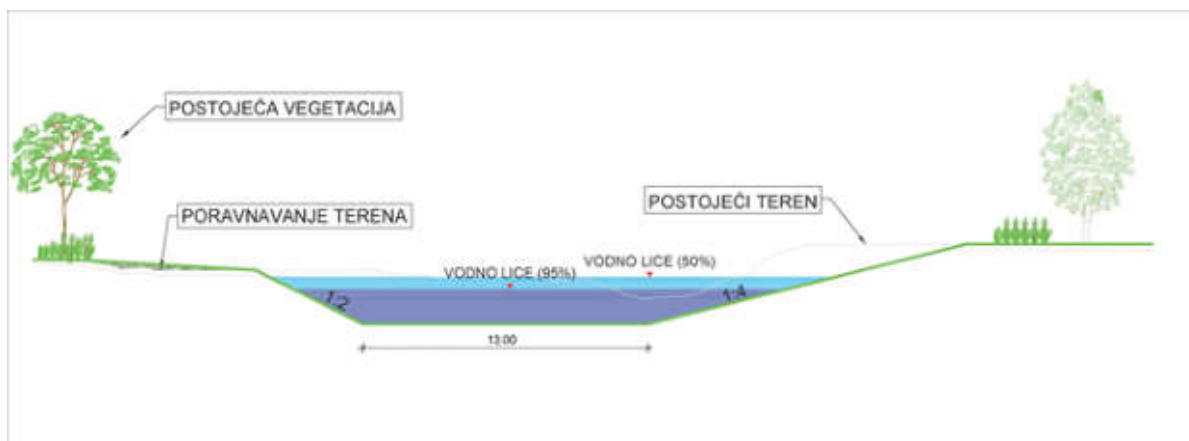 POSTOJEĆA VEGETACIJA
PORAVNAVANJE TERENA
POSTOJEĆI TEREN
VODNO LICE (95%)
VODNO LICE (50%)
1:2
1:4
13.00